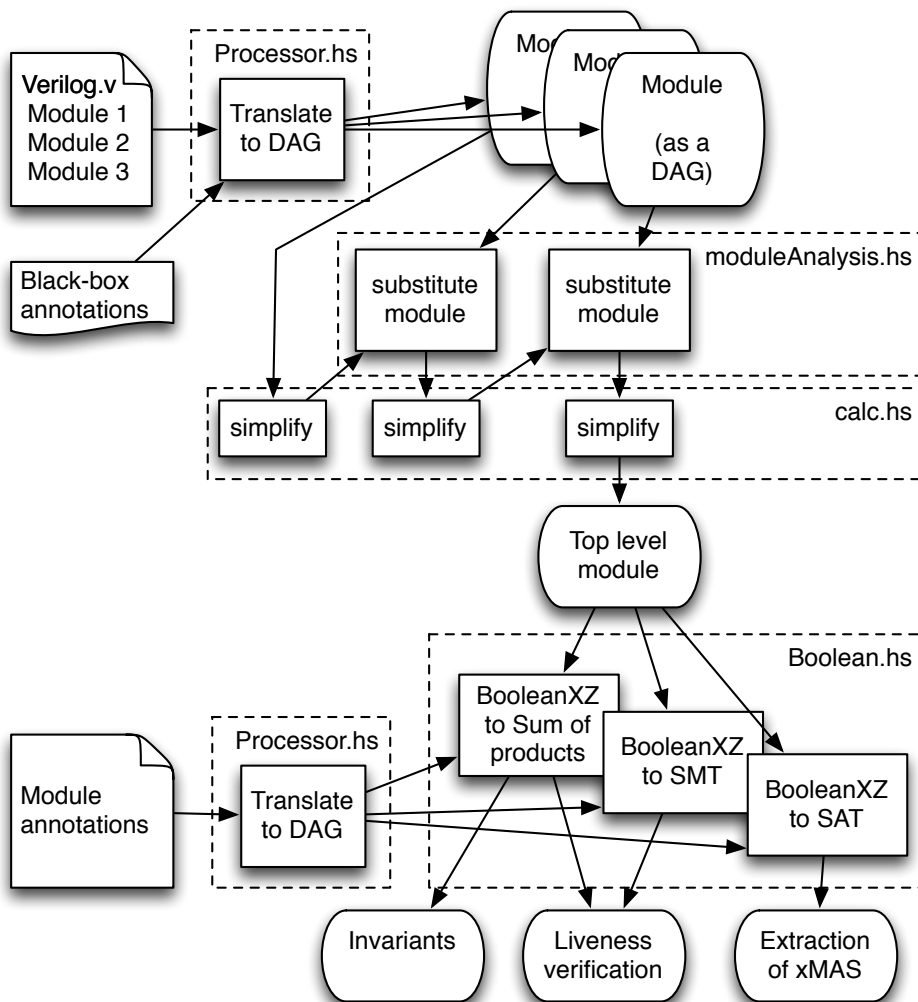 Processor.hs
Verilog.v
Module 1
Module 2
Module 3
Translate
to DAG
Mod
Mod
Module
(as a
DAG)
Black-box
annotations
moduleAnalysis.hs
substitute
module
substitute
module
calc.hs
simplify
simplify
simplify
Top level
module
Boolean.hs
BooleanXZ
to Sum of
products
BooleanXZ
to SMT
BooleanXZ
to SAT
Processor.hs
Module
annotations
Translate
to DAG
Invariants
Liveness
verification
Extraction
of xMAS